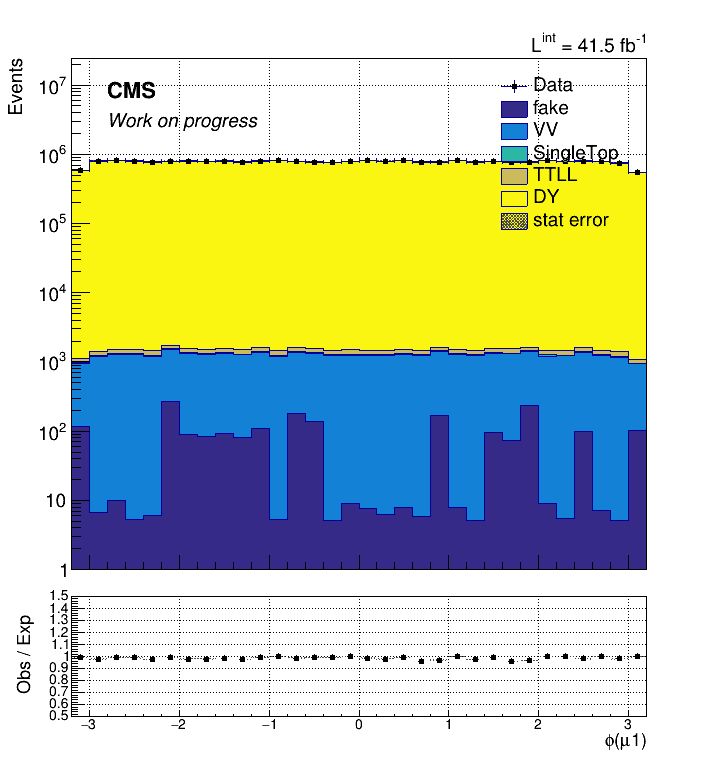 L^int = 41.5 fb^-1
Events
10^7
10^6
10^5
10^4
10^3
10^2
10
1
CMS
Work on progress
Data
fake
VV
SingleTop
TTLL
DY
stat error
Obs / Exp
1.5
1.4
1.3
1.2
1.1
1
0.9
0.8
0.7
0.6
0.5
−3 −2 −1 0 1 2 3
ϕ(μ1)